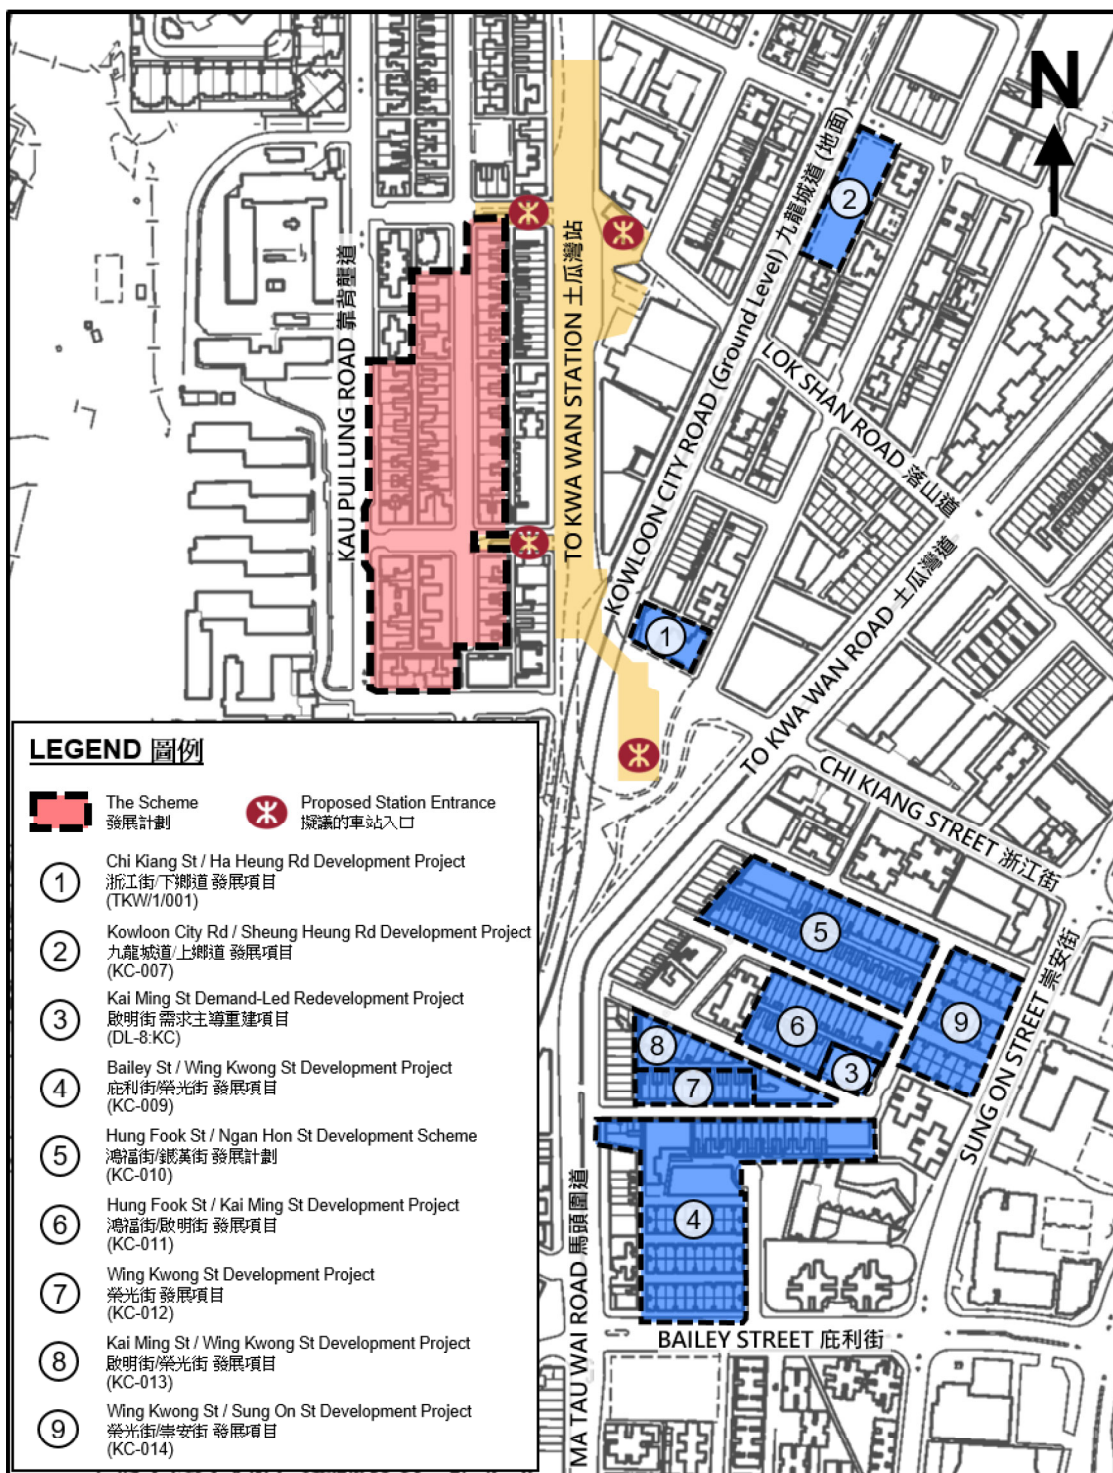 N
KAU PUI LUNG ROAD 靠背壟道
TO KWA WAN STATION 土瓜灣站
KOWLOON CITY ROAD (Ground Level) 九龍城道 (地面)
2
LOK SHAN ROAD 落山道
TO KWA WAN ROAD 土瓜灣道
1
CHI KIANG STREET 浙江街
5
SUNG ON STREET 崇安街
9
6
8
3
7
4
MA TAU WAI ROAD 馬頭圍道
BAILEY STREET 庇利街
LEGEND 圖例
The Scheme
發展計劃
Proposed Station Entrance
擬議的車站入口
1
Chi Kiang St / Ha Heung Rd Development Project
浙江街/下鄉道 發展項目
(TKW/1/001)
2
Kowloon City Rd / Sheung Heung Rd Development Project
九龍城道/上鄉道 發展項目
(KC-007)
3
Kai Ming St Demand-Led Redevelopment Project
啟明街 需求主導重建項目
(DL-8:KC)
4
Bailey St / Wing Kwong St Development Project
庇利街/榮光街 發展項目
(KC-009)
5
Hung Fook St / Ngan Hon St Development Scheme
鴻福街/銀漢街 發展計劃
(KC-010)
6
Hung Fook St / Kai Ming St Development Project
鴻福街/啟明街 發展項目
(KC-011)
7
Wing Kwong St Development Project
榮光街 發展項目
(KC-012)
8
Kai Ming St / Wing Kwong St Development Project
啟明街/榮光街 發展項目
(KC-013)
9
Wing Kwong St / Sung On St Development Project
榮光街/崇安街 發展項目
(KC-014)